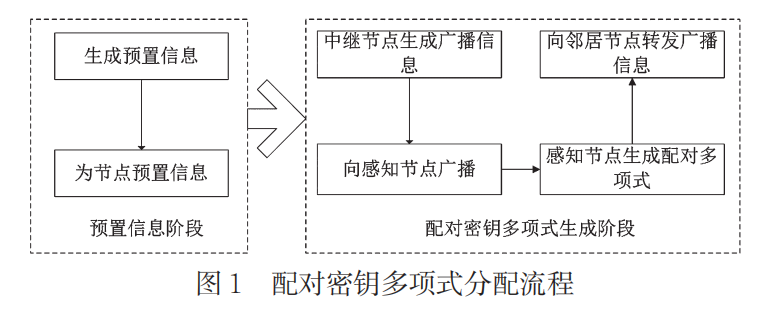 生成预置信息
为节点预置信息
预置信息阶段
中继节点生成广播信
息
向感知节点广播
感知节点生成配对多
项式
向邻居节点转发广播
信息
配对密钥多项式生成阶段
图1 配对密钥多项式分配流程